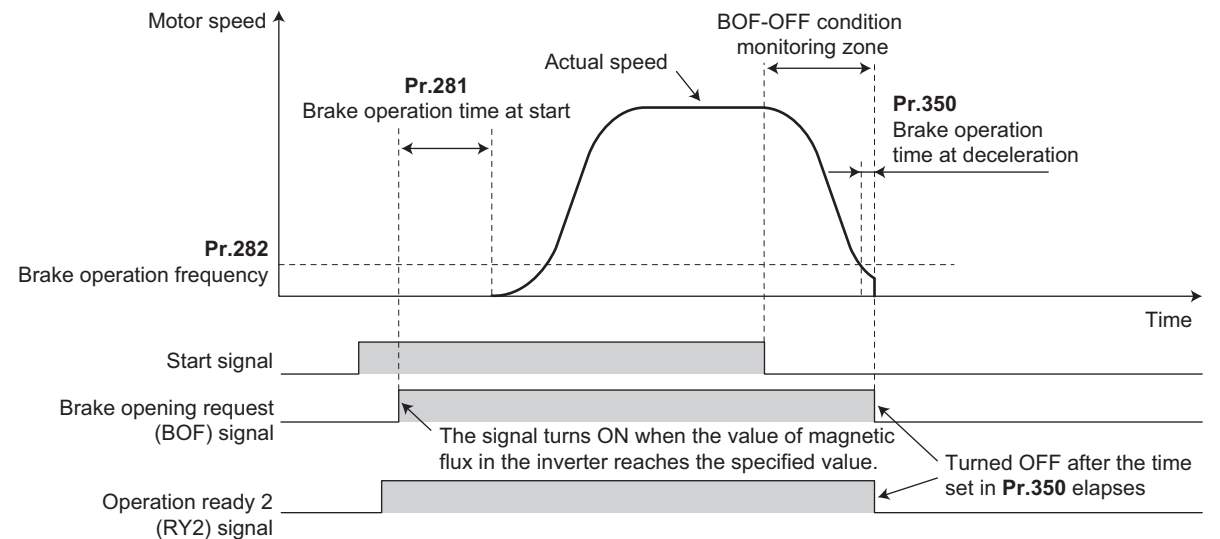 Motor speed
BOF-OFF condition
monitoring zone
Actual speed
Pr.281
Brake operation time at start
Pr.350
Brake operation
time at deceleration
Pr.282
Brake operation frequency
Time
Start signal
Brake opening request
(BOF) signal
The signal turns ON when the value of magnetic
flux in the inverter reaches the specified value.
Turned OFF after the time
set in Pr.350 elapses
Operation ready 2
(RY2) signal